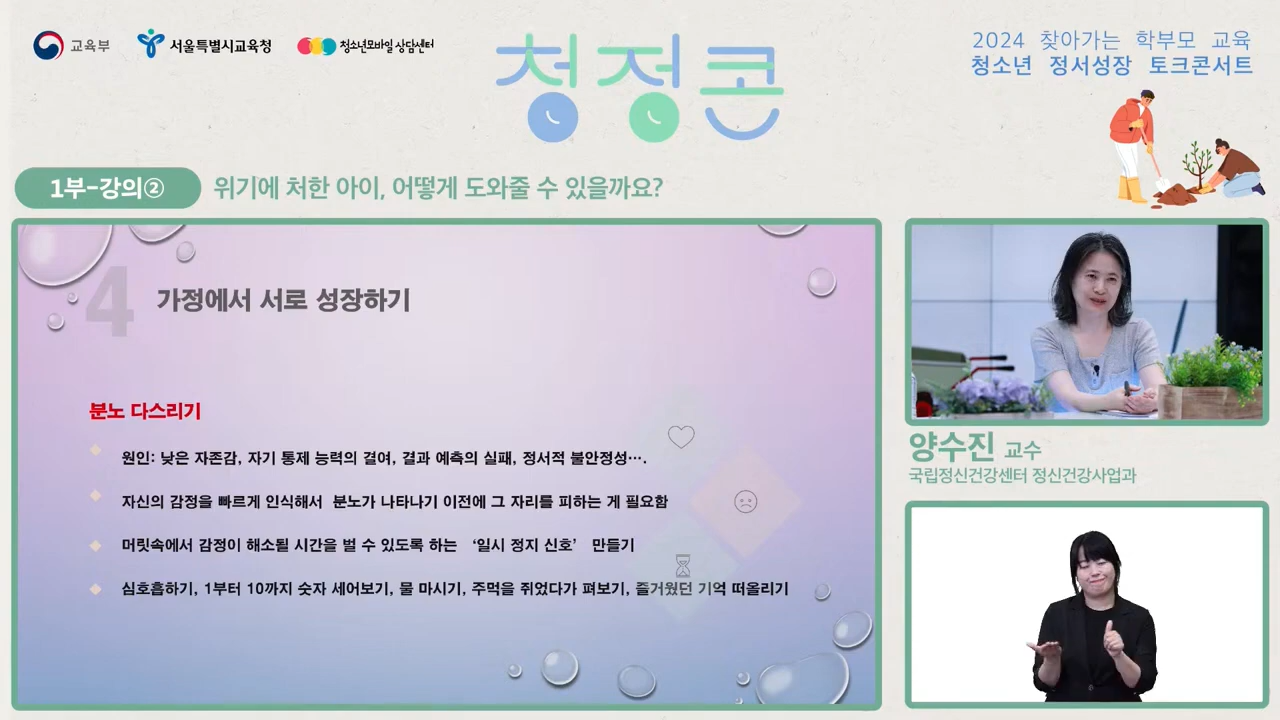 교육부
서울특별시교육청
청소년모바일 상담센터
청정콘
2024 찾아가는 학부모 교육
청소년 정서성장 토크콘서트
1부-강의②
위기에 처한 아이, 어떻게 도와줄 수 있을까요?
4
가정에서 서로 성장하기
분노 다스리기
원인: 낮은 자존감, 자기 통제 능력의 결여, 결과 예측의 실패, 정서적 불안정성….
자신의 감정을 빠르게 인식해서 분노가 나타나기 이전에 그 자리를 피하는 게 필요함
머릿속에서 감정이 해소될 시간을 벌 수 있도록 하는 ‘일시 정지 신호’ 만들기
심호흡하기, 1부터 10까지 숫자 세어보기, 물 마시기, 주먹을 쥐었다가 펴보기, 즐거웠던 기억 떠올리기
양수진 교수
국립정신건강센터 정신건강사업과